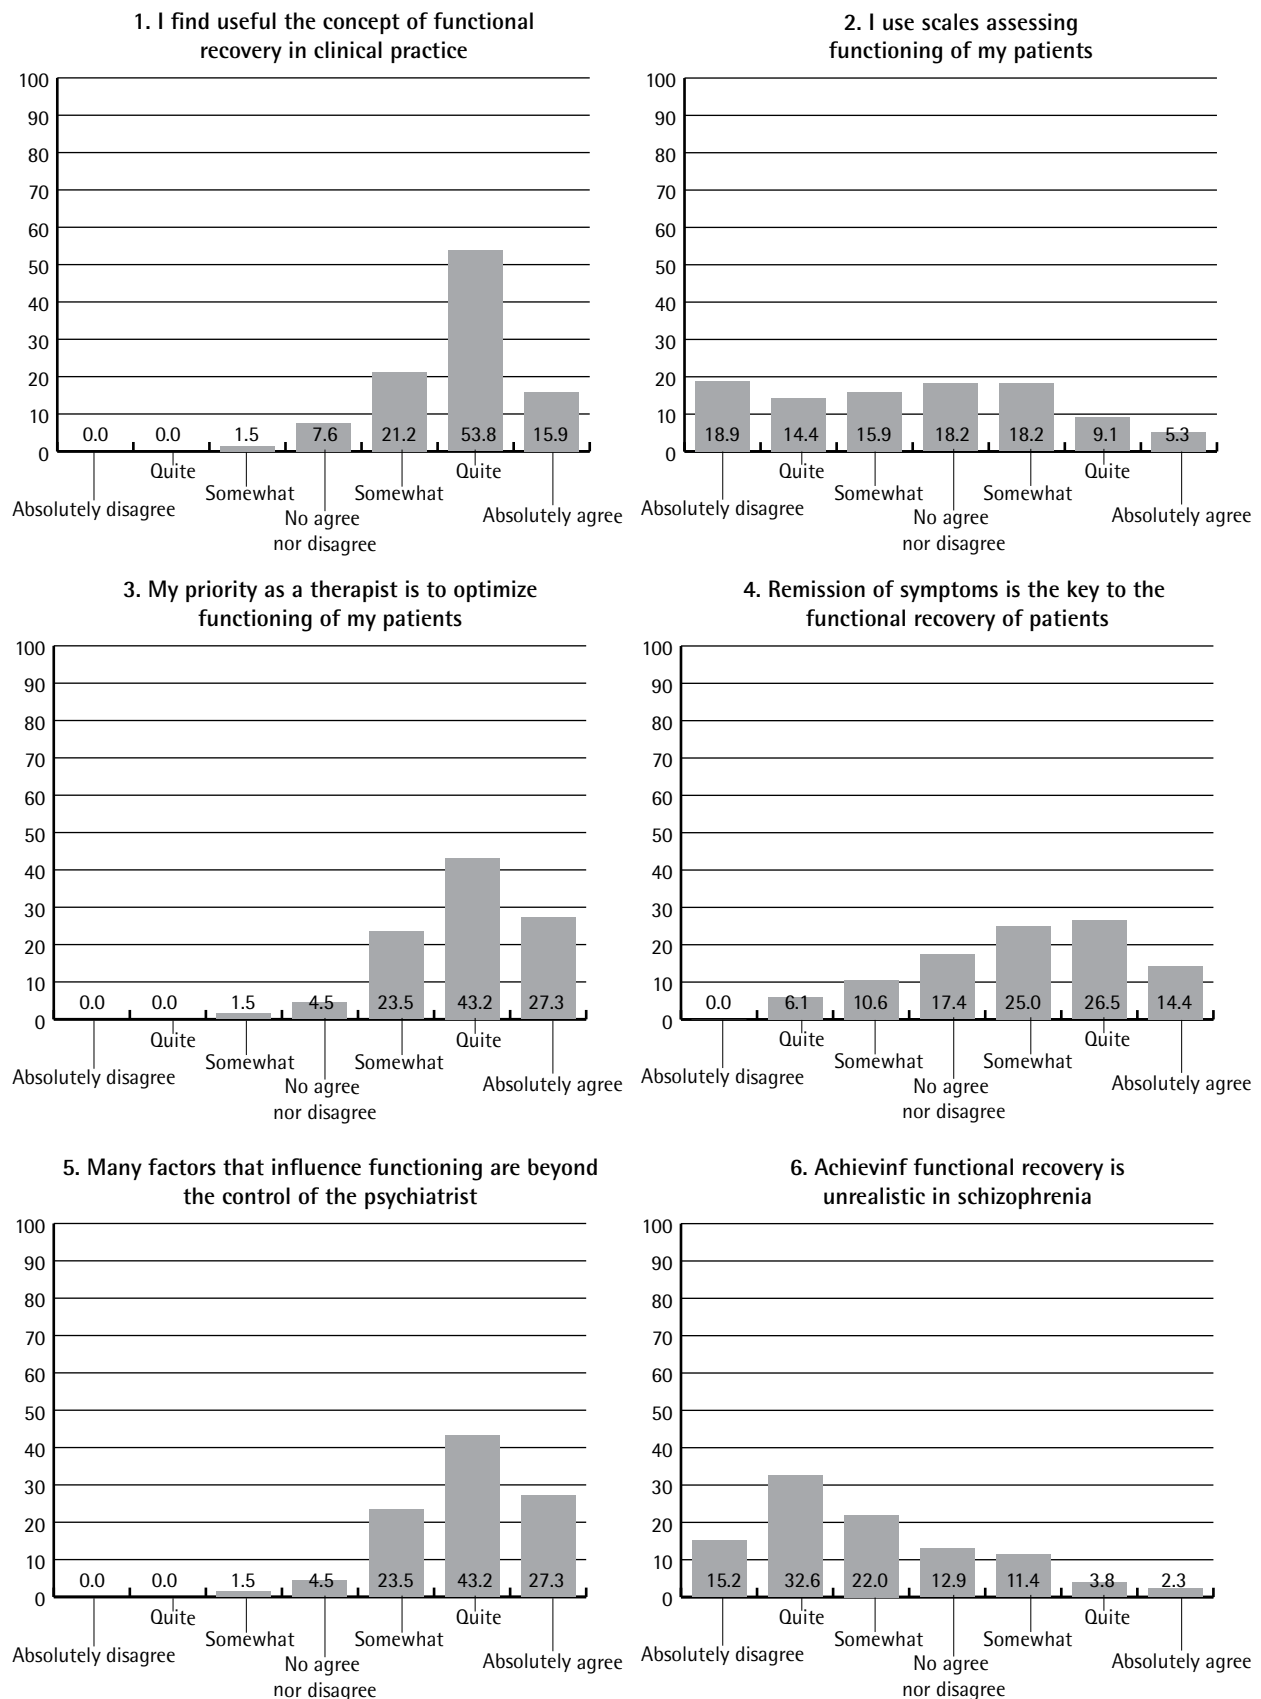 1. I find useful the concept of functional
recovery in clinical practice
100
90
80
70
60
50
40
30
20
10
0
0.0 0.0 1.5 7.6 21.2 53.8 15.9
Quite Quite
Somewhat Somewhat
Absolutely disagree Absolutely agree
No agree
nor disagree
2. I use scales assessing
functioning of my patients
100
90
80
70
60
50
40
30
20
10
0
18.9 14.4 15.9 18.2 18.2 9.1 5.3
Quite Quite
Somewhat Somewhat
Absolutely disagree Absolutely agree
No agree
nor disagree
3. My priority as a therapist is to optimize
functioning of my patients
100
90
80
70
60
50
40
30
20
10
0
0.0 0.0 1.5 4.5 23.5 43.2 27.3
Quite Quite
Somewhat Somewhat
Absolutely disagree Absolutely agree
No agree
nor disagree
4. Remission of symptoms is the key to the
functional recovery of patients
100
90
80
70
60
50
40
30
20
10
0
0.0 6.1 10.6 17.4 25.0 26.5 14.4
Quite Quite
Somewhat Somewhat
Absolutely disagree Absolutely agree
No agree
nor disagree
5. Many factors that influence functioning are beyond
the control of the psychiatrist
100
90
80
70
60
50
40
30
20
10
0
0.0 0.0 1.5 4.5 23.5 43.2 27.3
Quite Quite
Somewhat Somewhat
Absolutely disagree Absolutely agree
No agree
nor disagree
6. Achievinf functional recovery is
unrealistic in schizophrenia
100
90
80
70
60
50
40
30
20
10
0
15.2 32.6 22.0 12.9 11.4 3.8 2.3
Quite Quite
Somewhat Somewhat
Absolutely disagree Absolutely agree
No agree
nor disagree